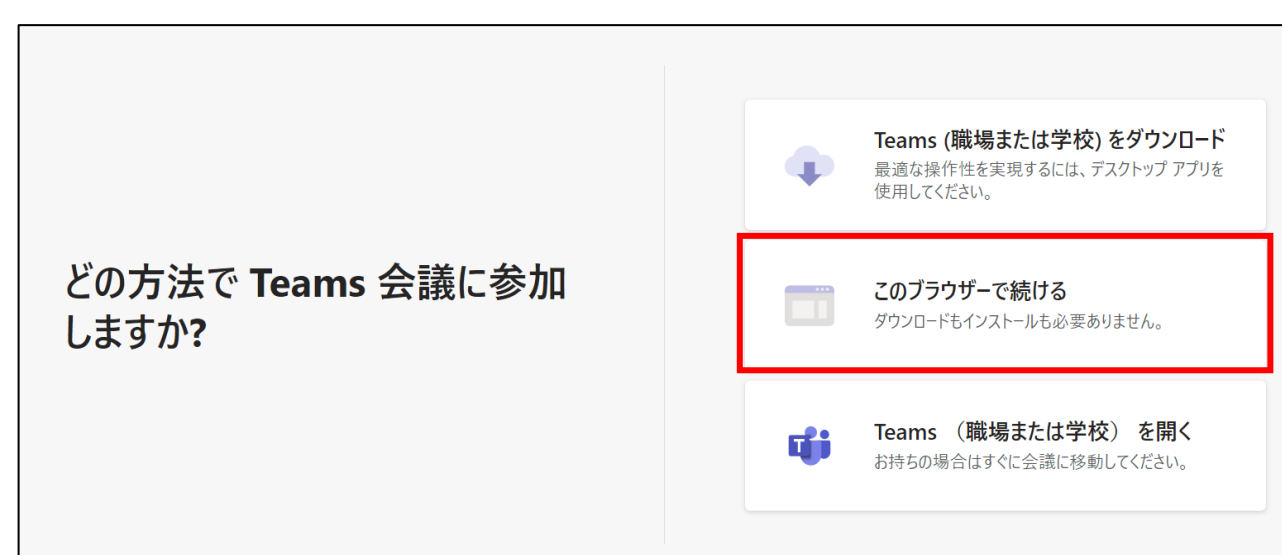 どの方法で Teams 会議に参加
しますか?
Teams (職場または学校) をダウンロード
最適な操作性を実現するには、デスクトップ アプリを
使用してください。
このブラウザーで続ける
ダウンロードもインストールも必要ありません。
Teams （職場または学校） を開く
お持ちの場合はすぐに会議に移動してください。